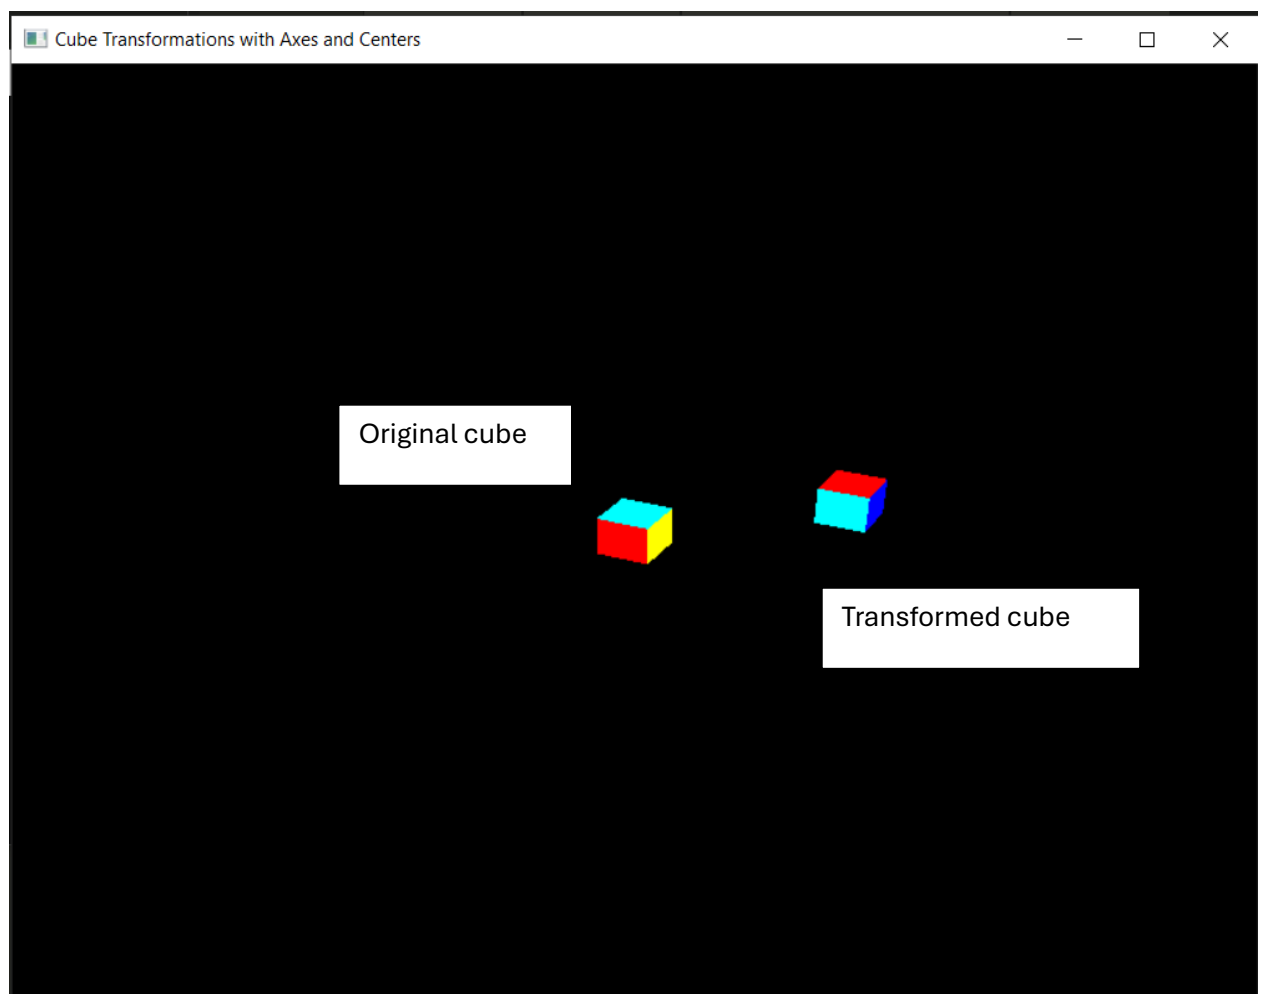 Cube Transformations with Axes and Centers
Original cube
Transformed cube